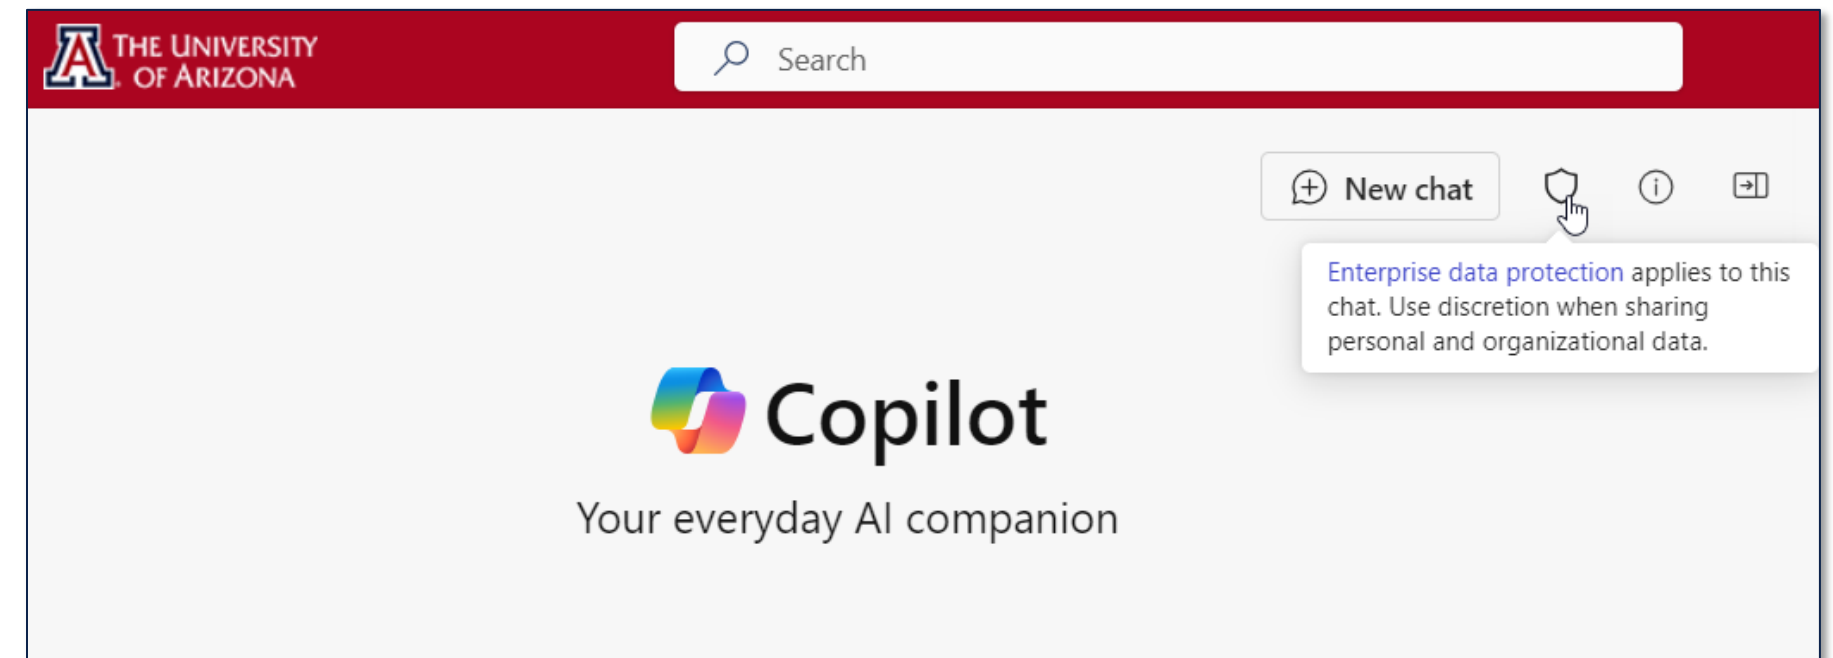 THE UNIVERSITY
OF ARIZONA
Search
New chat
Enterprise data protection applies to this
chat. Use discretion when sharing
personal and organizational data.
Copilot
Your everyday AI companion